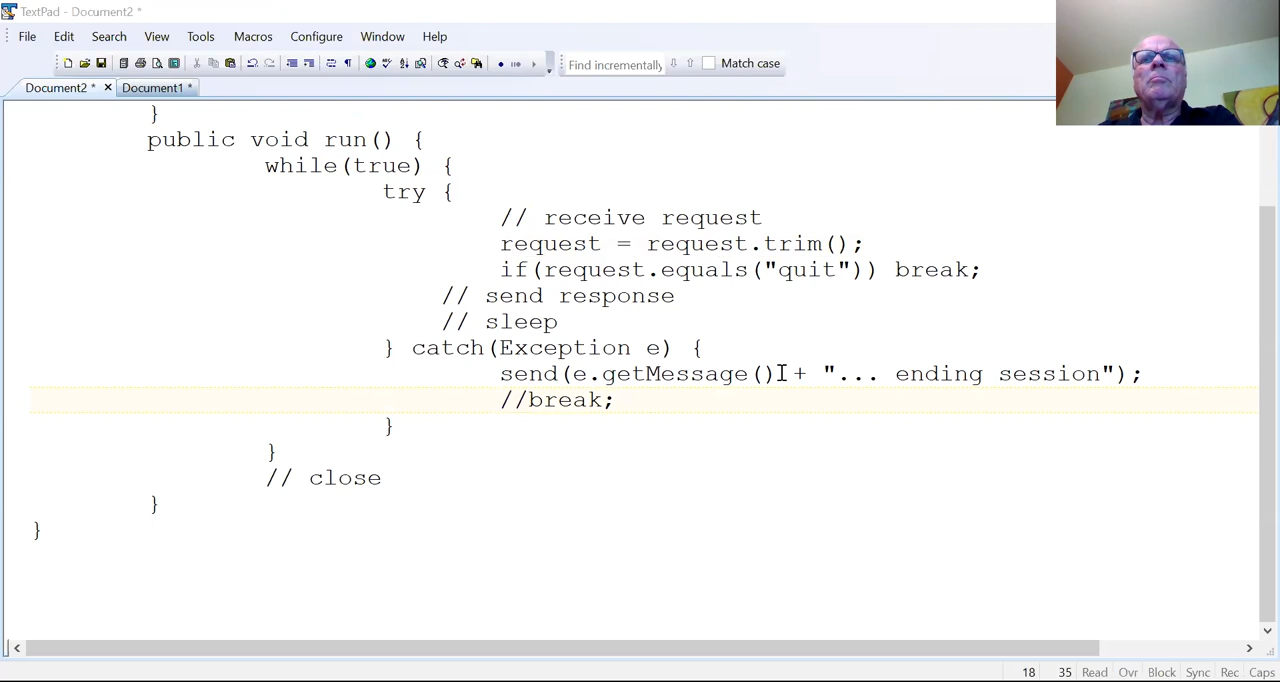 TextPad - Document2 *
File Edit Search View Tools Macros Configure Window Help
Find incrementally Match case
Document2 * Document1 *
}
public void run() {
while(true) {
try {
// receive request
request = request.trim();
if(request.equals("quit")) break;
// send response
// sleep
} catch(Exception e) {
send(e.getMessage() + "... ending session");
//break;
}
}
// close
}
}
18 35 Read Ovr Block Sync Rec Caps